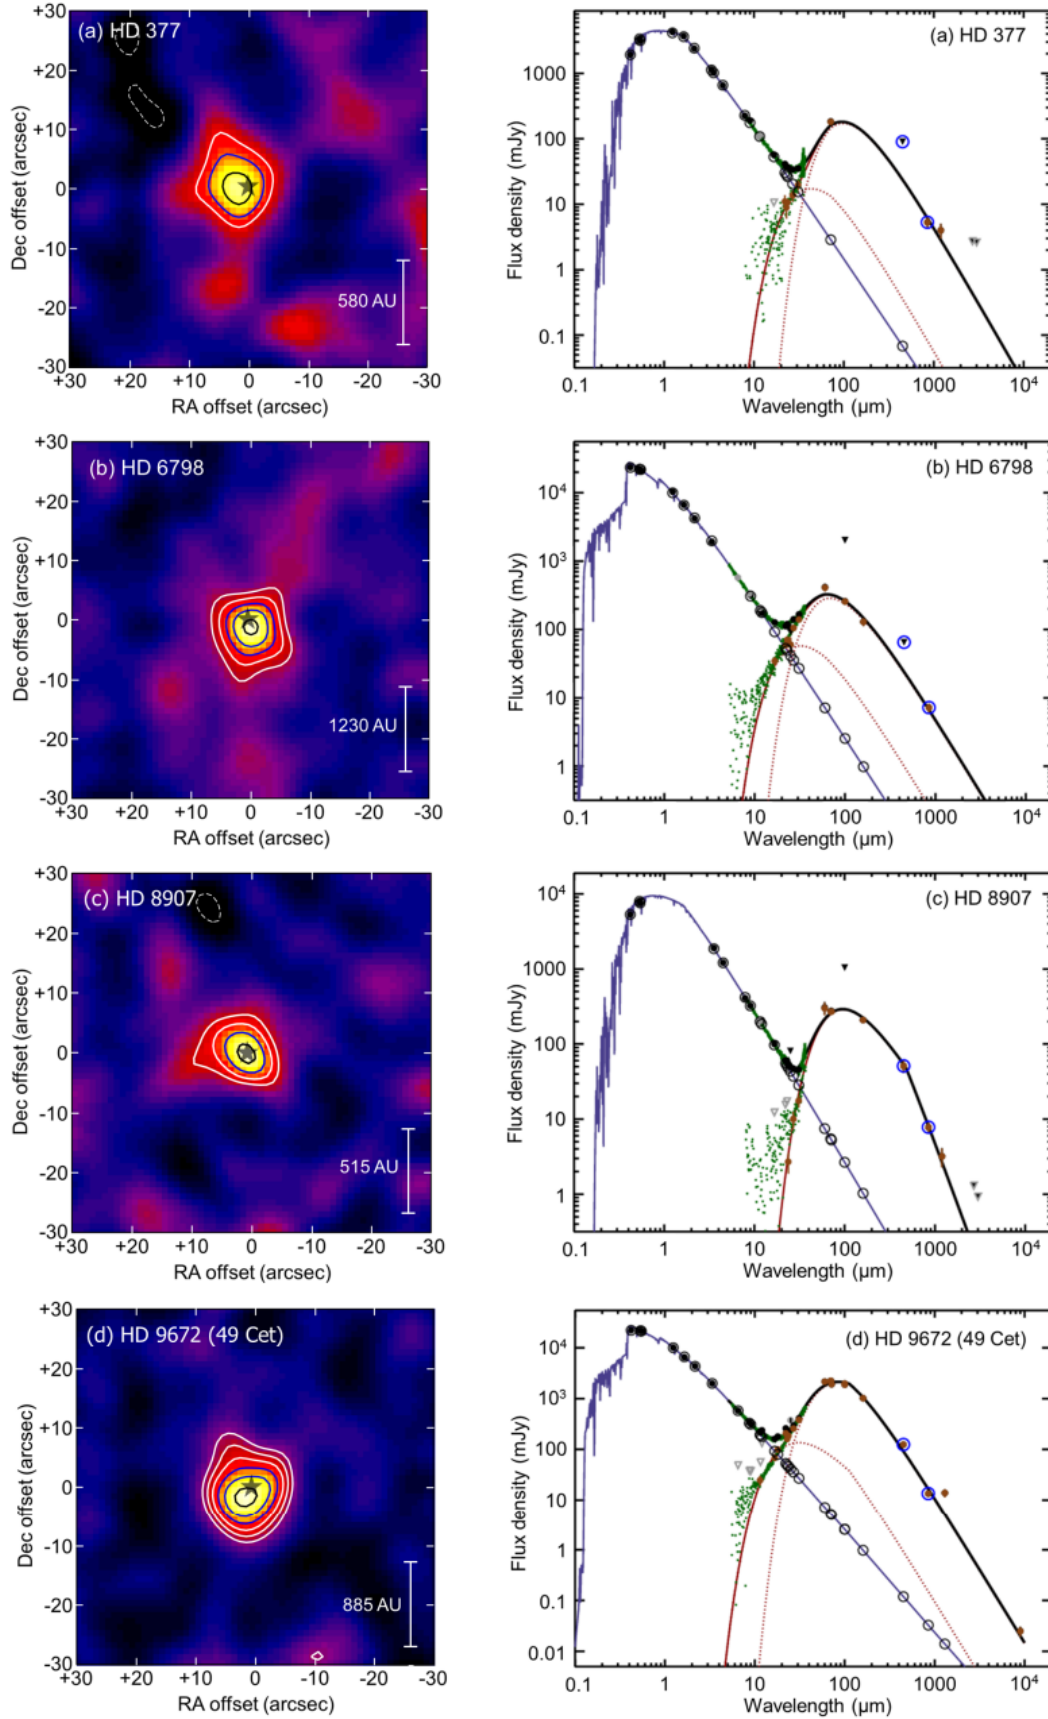 (a) HD 377
+30
+20
+10
0
-10
-20
-30
Dec offset (arcsec)
580 AU
+30 +20 +10 0 -10 -20 -30
RA offset (arcsec)
(a) HD 377
1000
100
10
1
0.1
Flux density (mJy)
0.1 1 10 100 1000 10⁴
Wavelength (µm)
(b) HD 6798
+30
+20
+10
0
-10
-20
-30
Dec offset (arcsec)
1230 AU
+30 +20 +10 0 -10 -20 -30
RA offset (arcsec)
(b) HD 6798
10⁴
10³
100
10
1
Flux density (mJy)
0.1 1 10 100 1000 10⁴
Wavelength (µm)
(c) HD 8907
+30
+20
+10
0
-10
-20
-30
Dec offset (arcsec)
515 AU
+30 +20 +10 0 -10 -20 -30
RA offset (arcsec)
(c) HD 8907
10⁴
1000
100
10
1
Flux density (mJy)
0.1 1 10 100 1000 10⁴
Wavelength (µm)
(d) HD 9672 (49 Cet)
+30
+20
+10
0
-10
-20
-30
Dec offset (arcsec)
885 AU
+30 +20 +10 0 -10 -20 -30
RA offset (arcsec)
(d) HD 9672 (49 Cet)
10⁴
10³
100
10
1
0.1
0.01
Flux density (mJy)
0.1 1 10 100 1000 10⁴
Wavelength (µm)